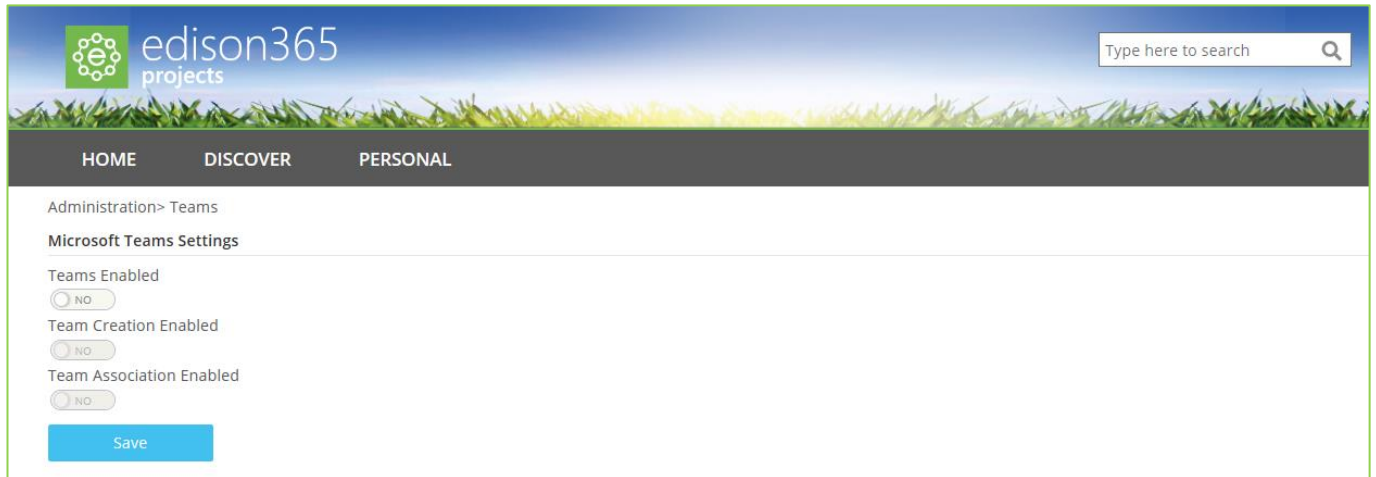 edison365
projects
Type here to search
HOME DISCOVER PERSONAL
Administration> Teams
Microsoft Teams Settings
Teams Enabled
NO
Team Creation Enabled
NO
Team Association Enabled
NO
Save